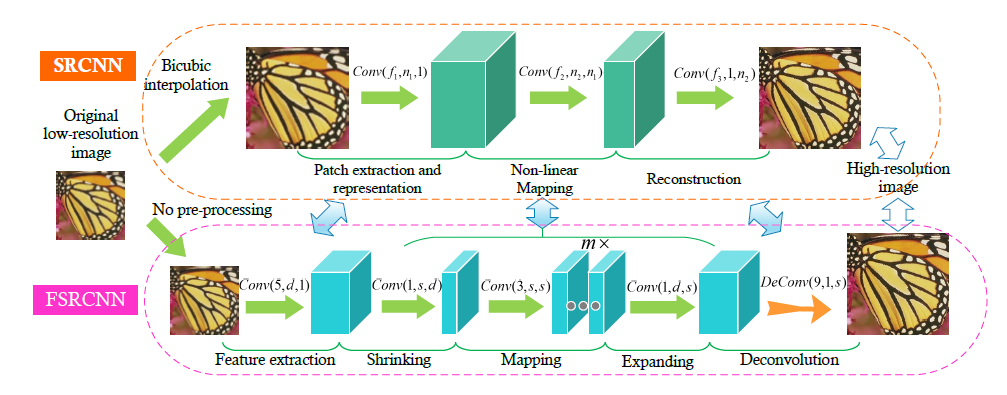 SRCNN
Bicubic
interpolation
Original
low-resolution
image
Conv(f₁,n₁,1)
Conv(f₂,n₂,n₁)
Conv(f₃,1,n₂)
Patch extraction and
representation
Non-linear
Mapping
Reconstruction
High-resolution
image
No pre-processing
FSRCNN
m×
Conv(5,d,1)
Conv(1,s,d)
Conv(3,s,s)
Conv(1,d,s)
DeConv(9,1,s)
Feature extraction
Shrinking
Mapping
Expanding
Deconvolution